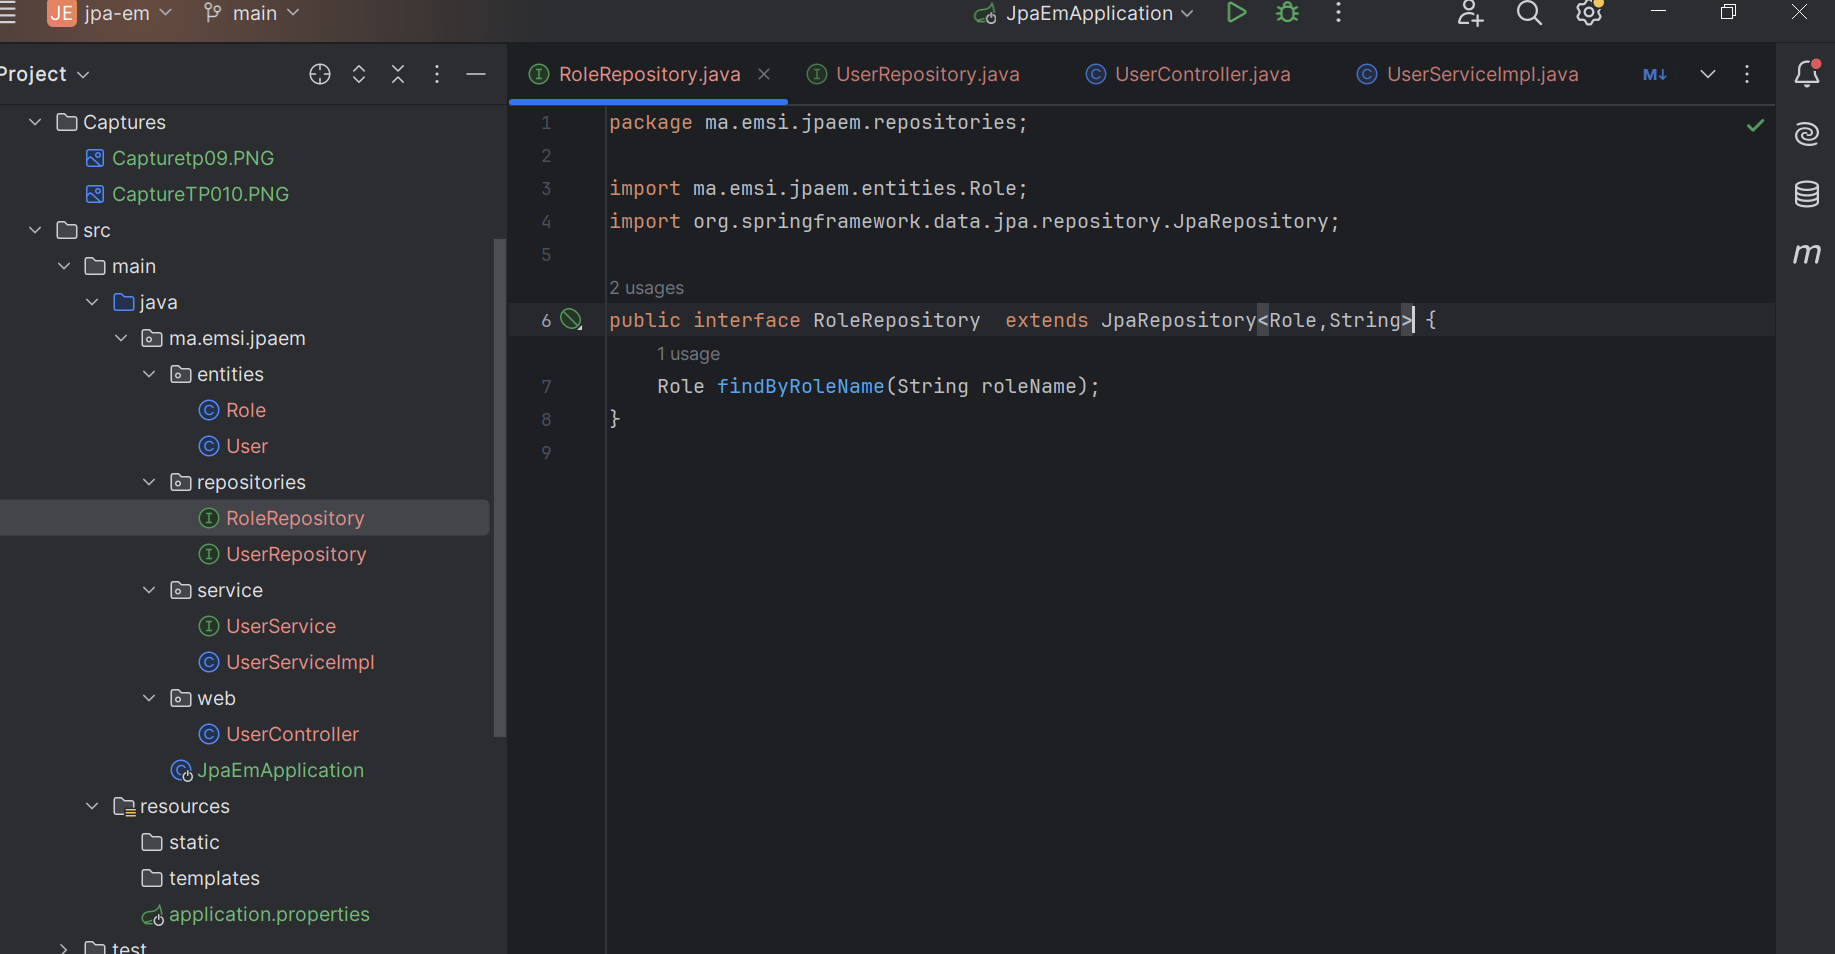 JE jpa-em main JpaEmApplication
Project
Captures
Capturetp09.PNG
CaptureTP010.PNG
src
main
java
ma.emsi.jpaem
entities
Role
User
repositories
RoleRepository
UserRepository
service
UserService
UserServiceImpl
web
UserController
JpaEmApplication
resources
static
templates
application.properties
test
RoleRepository.java UserRepository.java UserController.java UserServiceImpl.java M↓
1 package ma.emsi.jpaem.repositories;
2
3 import ma.emsi.jpaem.entities.Role;
4 import org.springframework.data.jpa.repository.JpaRepository;
5
2 usages
6 public interface RoleRepository  extends JpaRepository<Role,String> {
1 usage
7 Role findByRoleName(String roleName);
8 }
9
m